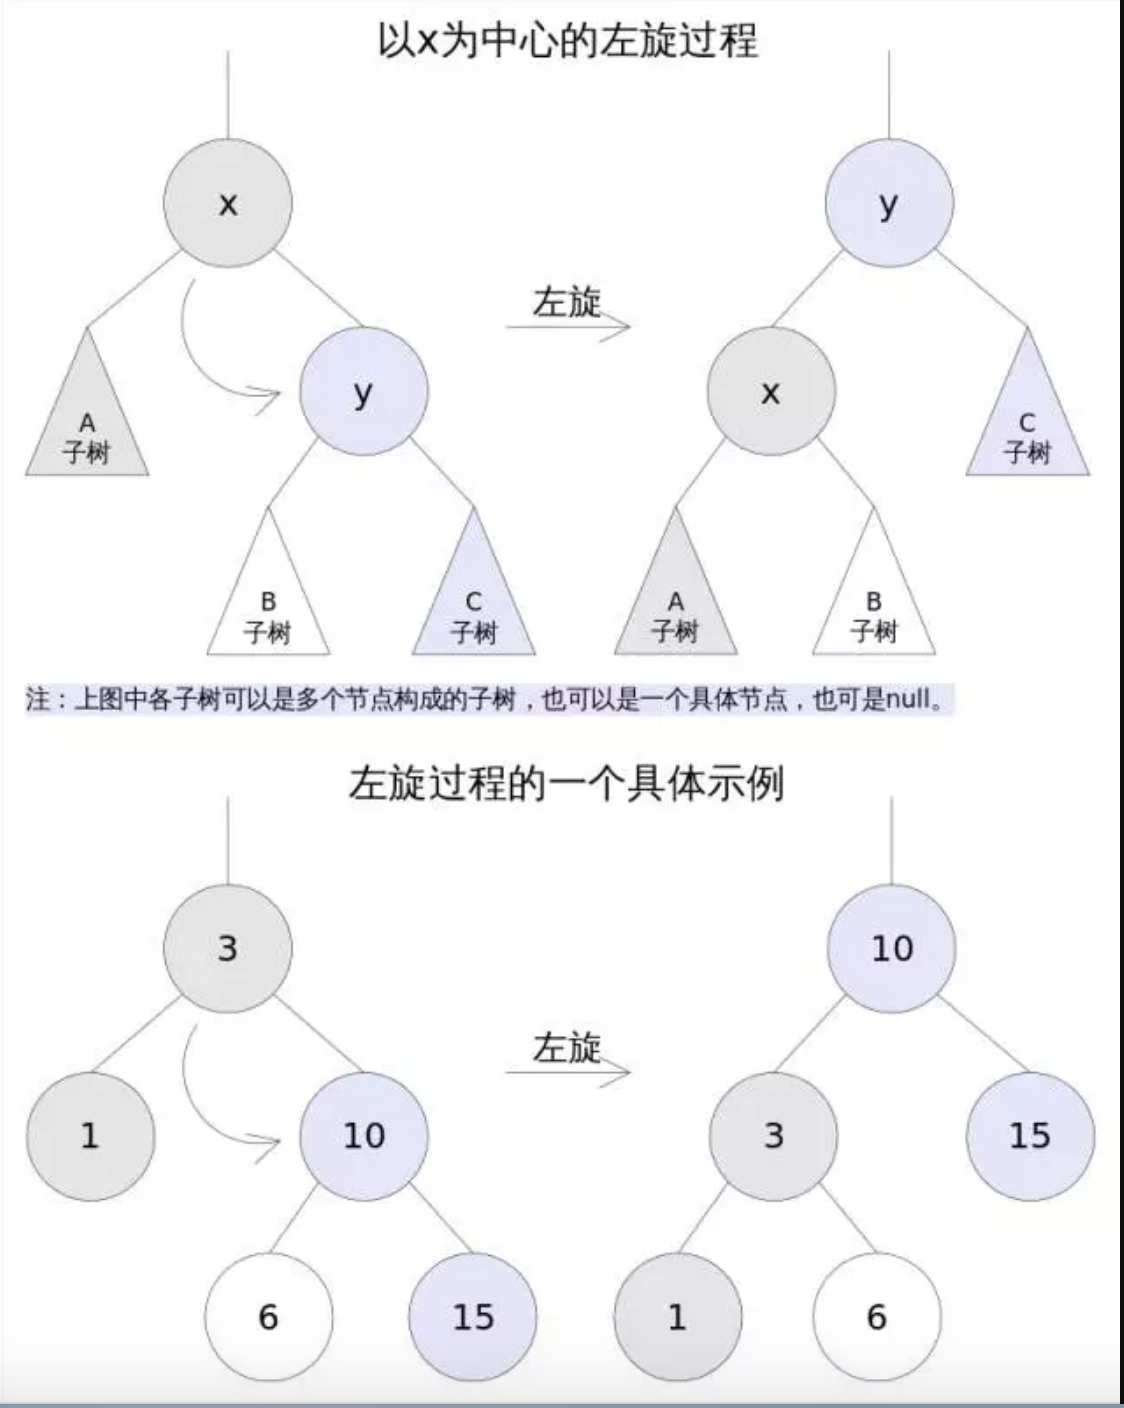 以x为中心的左旋过程
x
y
左旋
y
x
A
子树
C
子树
B
子树
C
子树
A
子树
B
子树
注：上图中各子树可以是多个节点构成的子树，也可以是一个具体节点，也可是null。
左旋过程的一个具体示例
3
10
左旋
1
10
3
15
6
15
1
6